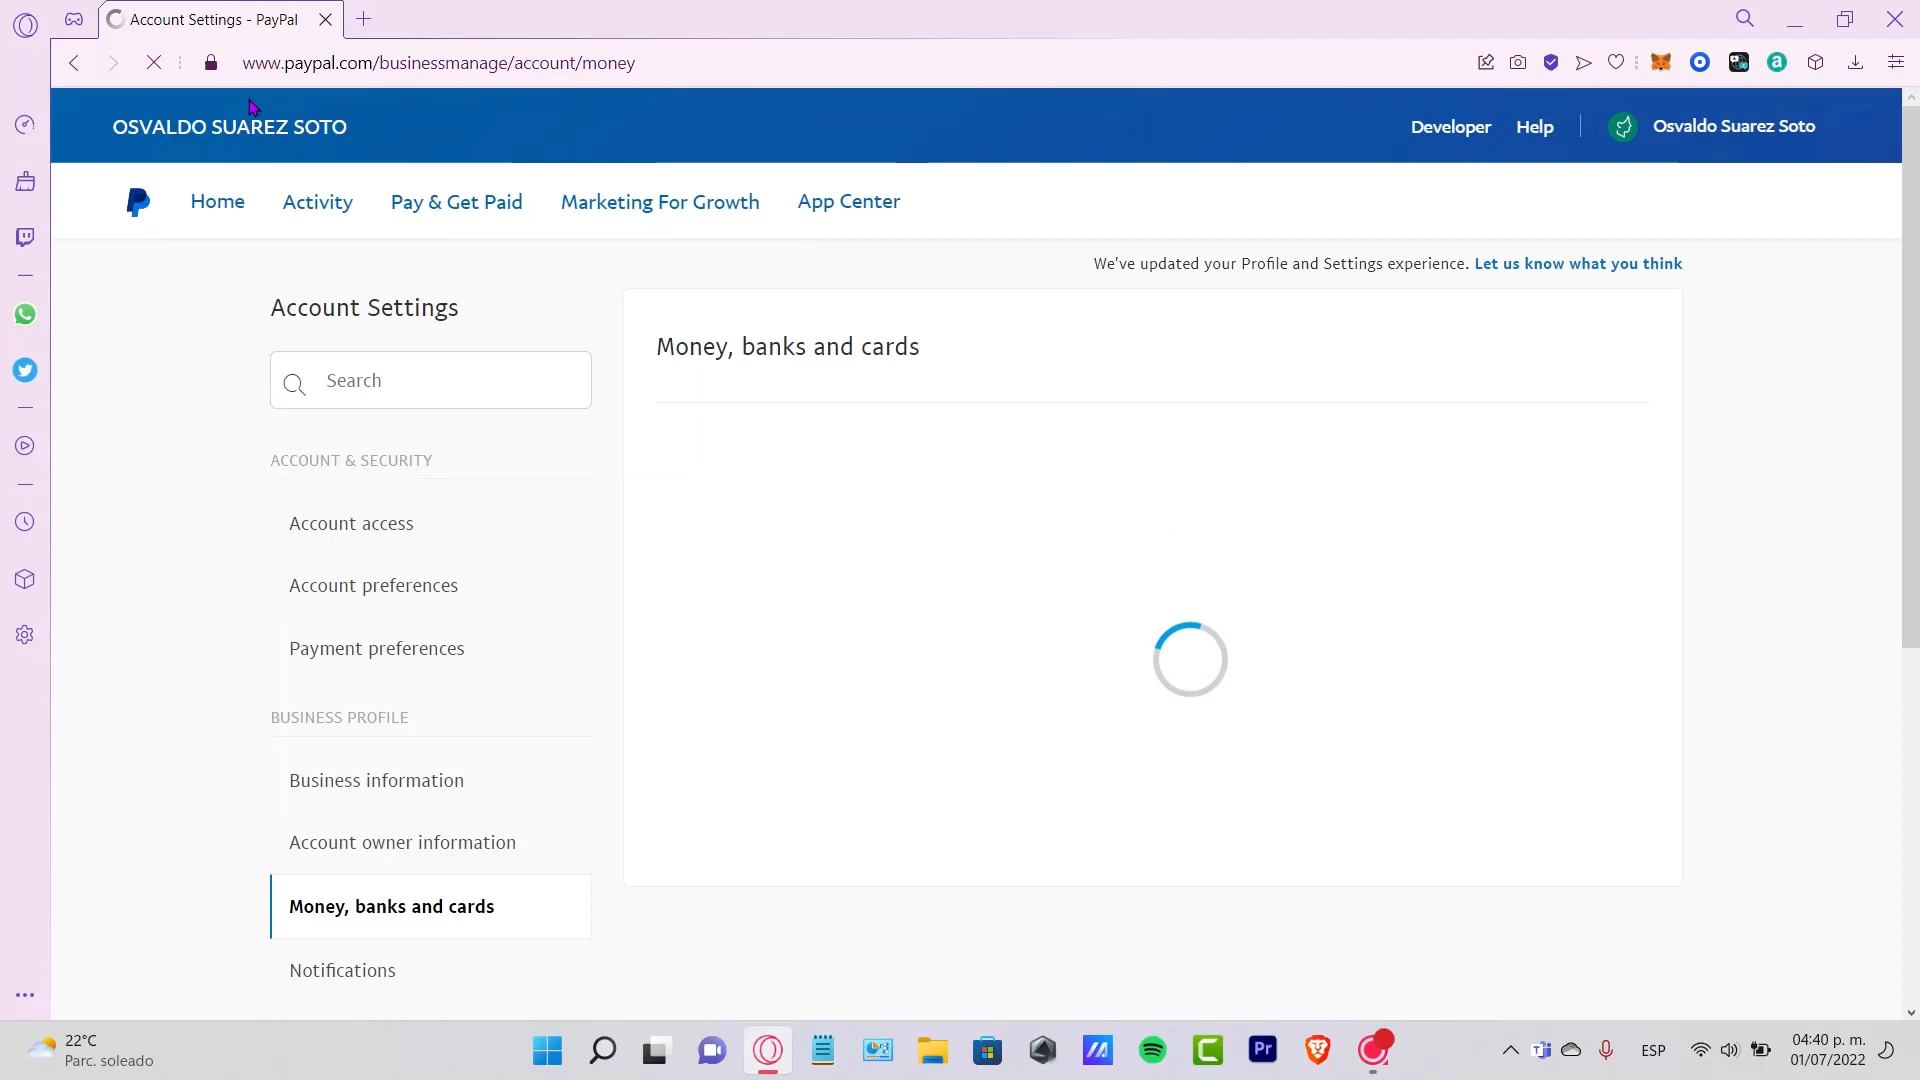 Account Settings - PayPal
www.paypal.com/businessmanage/account/money
OSVALDO SUAREZ SOTO
Developer
Help
Osvaldo Suarez Soto
Home
Activity
Pay & Get Paid
Marketing For Growth
App Center
We've updated your Profile and Settings experience. Let us know what you think
Account Settings
Search
ACCOUNT & SECURITY
Account access
Account preferences
Payment preferences
BUSINESS PROFILE
Business information
Account owner information
Money, banks and cards
Notifications
Money, banks and cards
22°C
Parc. soleado
Pr
ESP
04:40 p. m.
01/07/2022